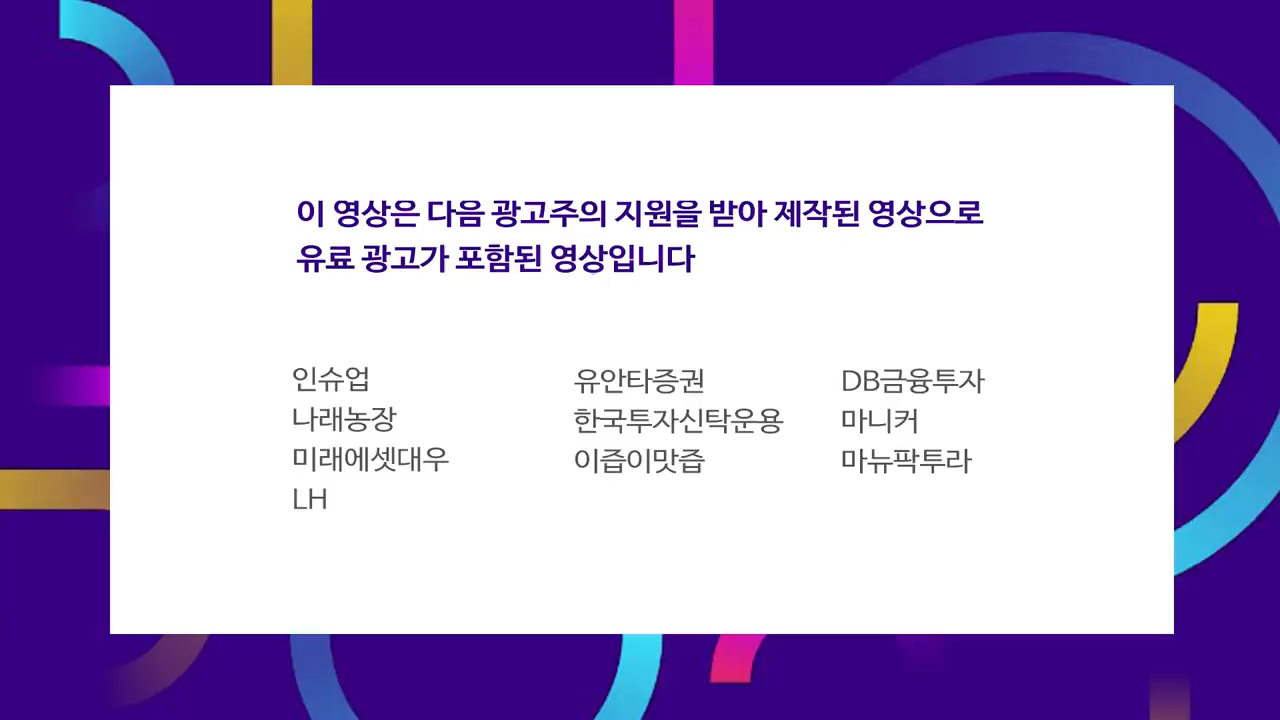 이 영상은 다음 광고주의 지원을 받아 제작된 영상으로
유료 광고가 포함된 영상입니다
인슈업
나래농장
미래에셋대우
LH
유안타증권
한국투자신탁운용
이즙이맛즙
DB금융투자
마니커
마뉴팍투라